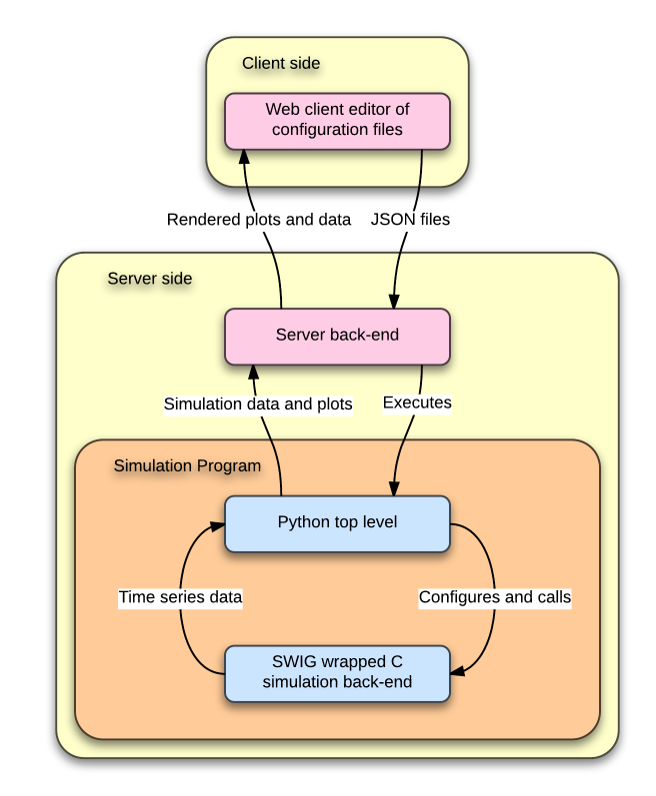 Client side
Web client editor of
configuration files
Rendered plots and data
JSON files
Server side
Server back-end
Simulation data and plots
Executes
Simulation Program
Python top level
Time series data
Configures and calls
SWIG wrapped C
simulation back-end